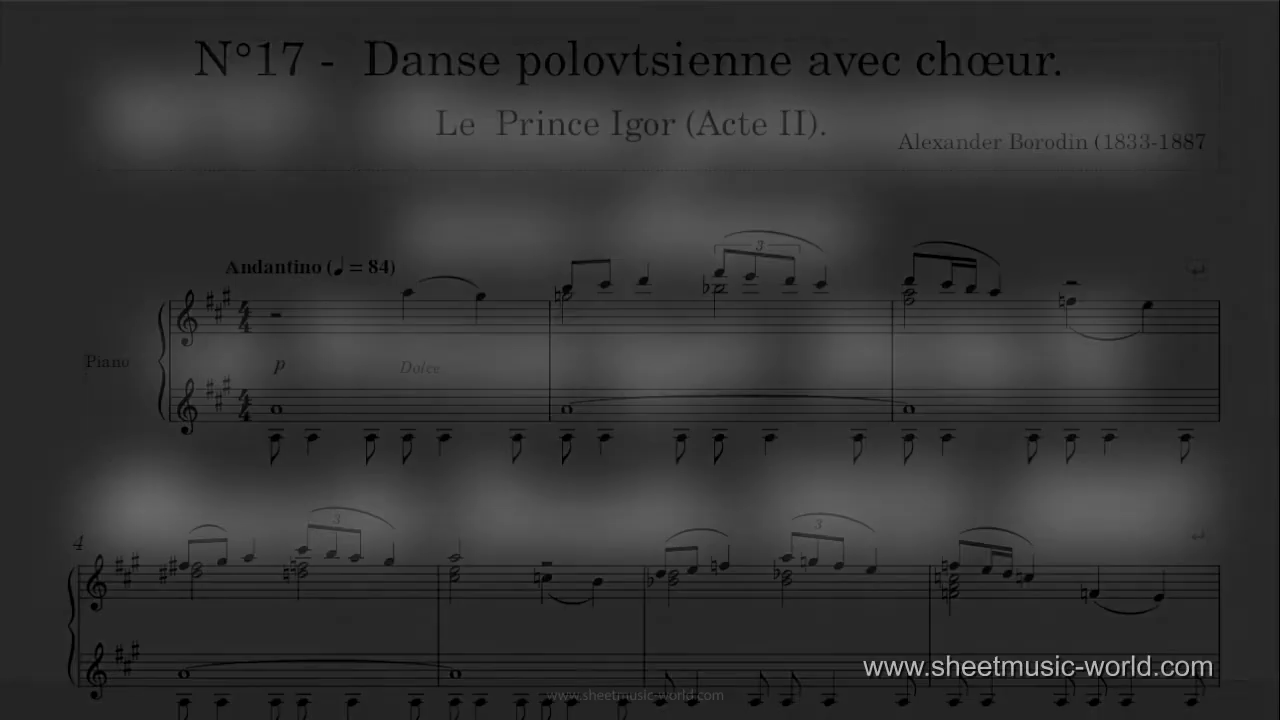 N°17 - Danse polovtsienne avec chœur.
Le Prince Igor (Acte II).
Alexander Borodin (1833-1887
Andantino (♩ = 84)
3
Piano
p
Dolce
4
3
3
www.sheetmusic-world.com
www.sheetmusic-world.com